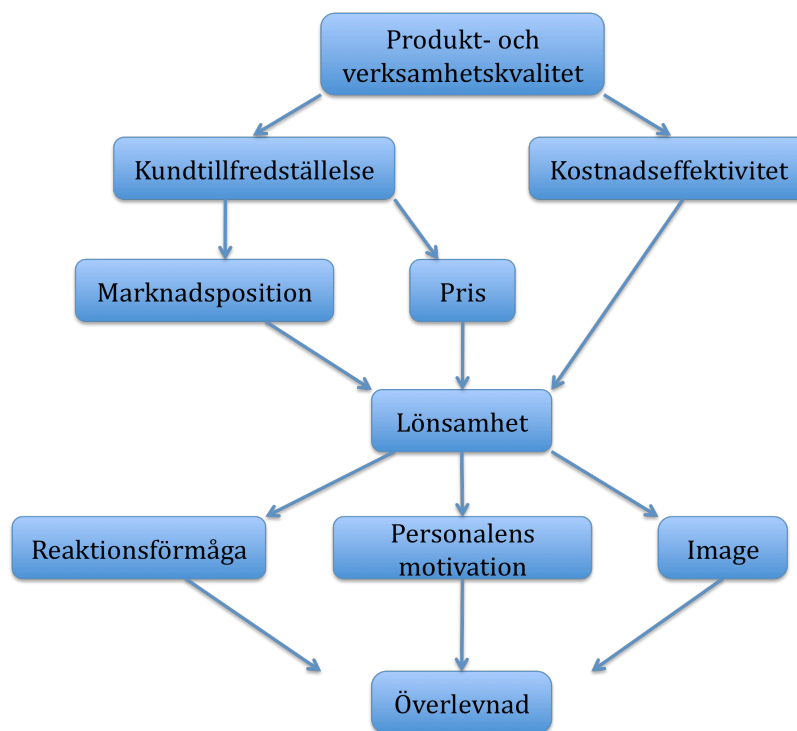 Produkt- och
verksamhetskvalitet
Kundtillfredställelse
Kostnadseffektivitet
Marknadsposition
Pris
Lönsamhet
Reaktionsförmåga
Personalens
motivation
Image
Överlevnad